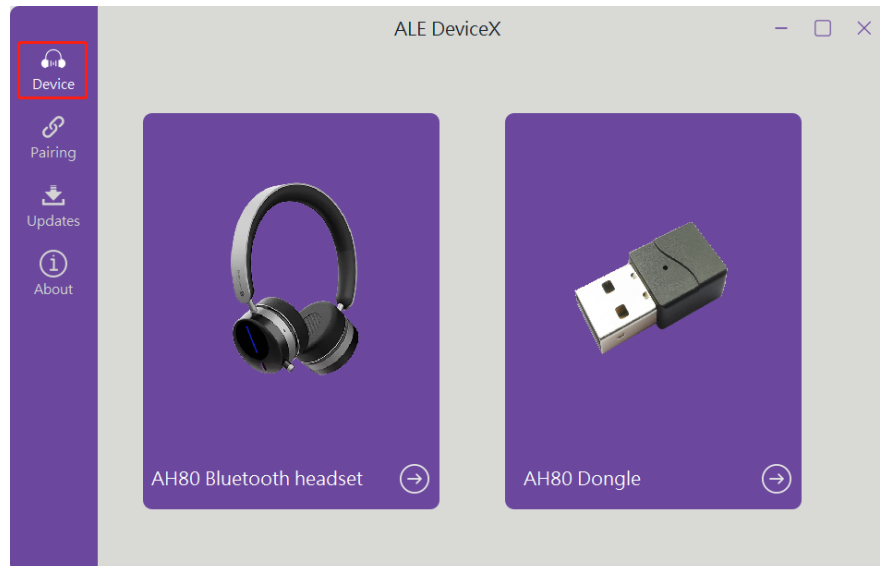 ALE DeviceX
Device
Pairing
Updates
About
AH80 Bluetooth headset
AH80 Dongle